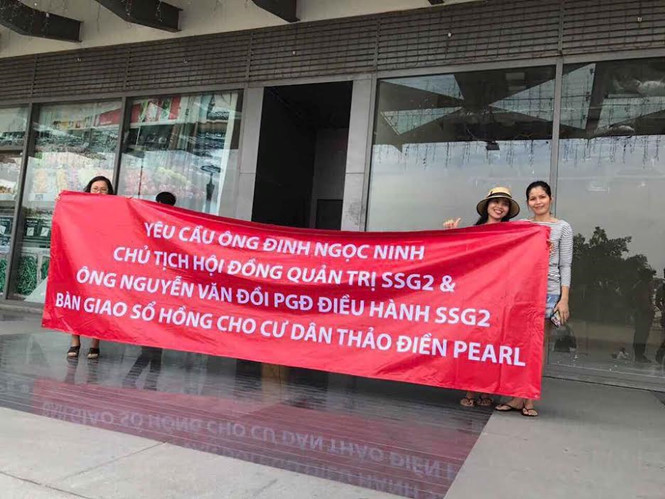 YÊU CẦU ÔNG ĐINH NGỌC NINH
CHỦ TỊCH HỘI ĐỒNG QUẢN TRỊ SSG2 &
ÔNG NGUYỄN VĂN ĐỒI PGĐ ĐIỀU HÀNH SSG2
BÀN GIAO SỔ HỒNG CHO CƯ DÂN THẢO ĐIỀN PEARL